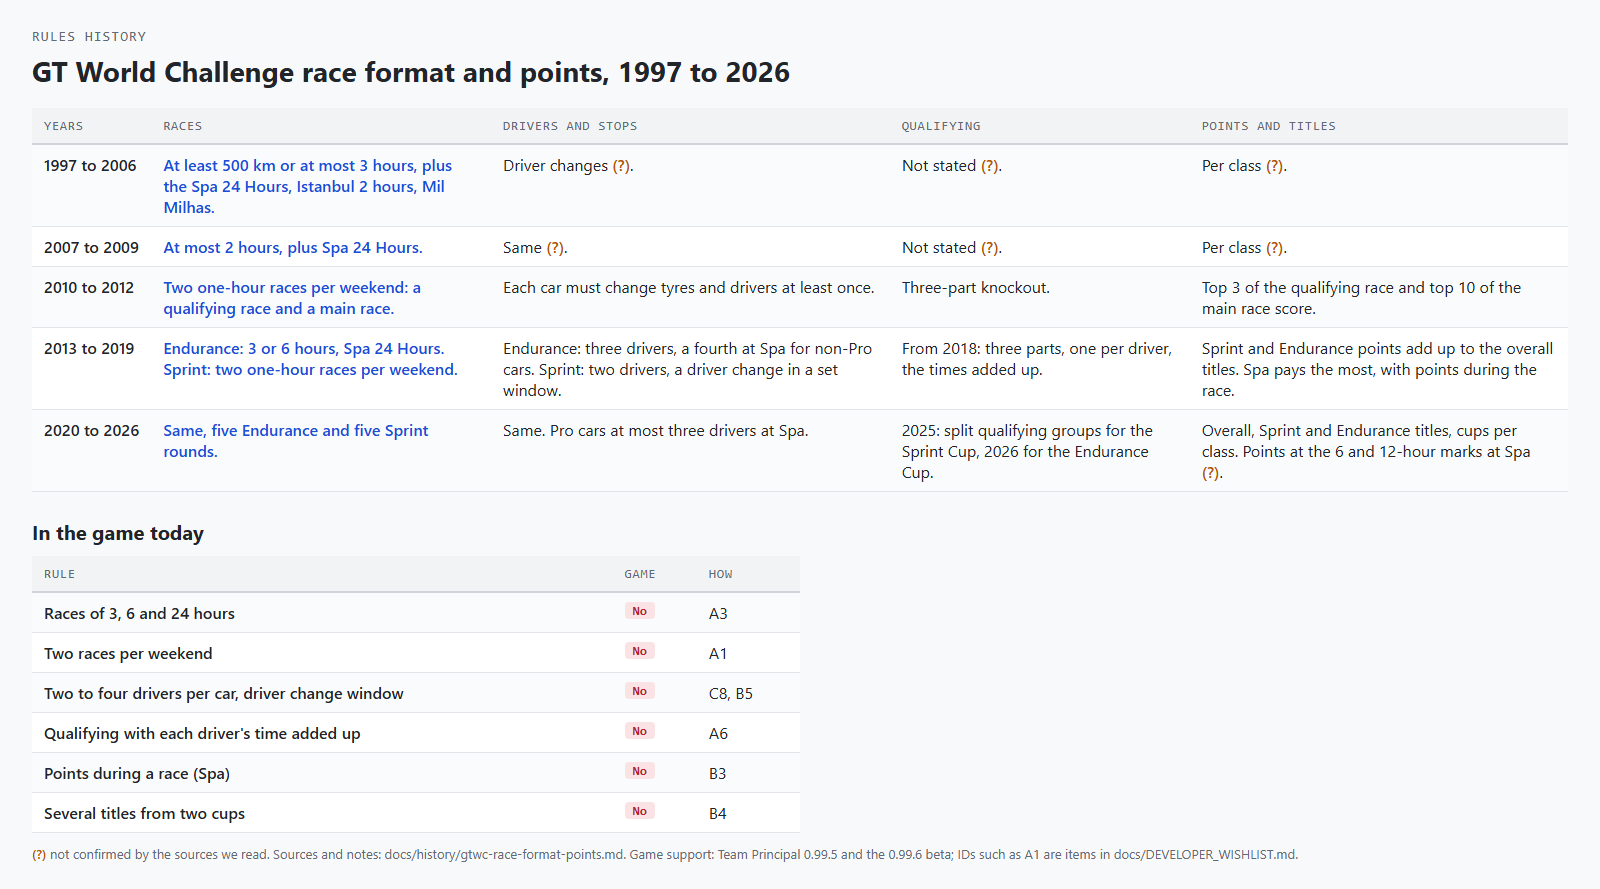 RULES HISTORY
GT World Challenge race format and points, 1997 to 2026
YEARS RACES DRIVERS AND STOPS QUALIFYING POINTS AND TITLES
1997 to 2006 At least 500 km or at most 3 hours, plus Driver changes (?). Not stated (?). Per class (?).
the Spa 24 Hours, Istanbul 2 hours, Mil
Milhas.
2007 to 2009 At most 2 hours, plus Spa 24 Hours. Same (?). Not stated (?). Per class (?).
2010 to 2012 Two one-hour races per weekend: a Each car must change tyres and drivers at least once. Three-part knockout. Top 3 of the qualifying race and top 10 of the
qualifying race and a main race. main race score.
2013 to 2019 Endurance: 3 or 6 hours, Spa 24 Hours. Endurance: three drivers, a fourth at Spa for non-Pro From 2018: three parts, one per driver, Sprint and Endurance points add up to the overall
Sprint: two one-hour races per weekend. cars. Sprint: two drivers, a driver change in a set the times added up. titles. Spa pays the most, with points during the
window. race.
2020 to 2026 Same, five Endurance and five Sprint Same. Pro cars at most three drivers at Spa. 2025: split qualifying groups for the Overall, Sprint and Endurance titles, cups per
rounds. Sprint Cup, 2026 for the Endurance class. Points at the 6 and 12-hour marks at Spa
Cup. (?).
In the game today
RULE GAME HOW
Races of 3, 6 and 24 hours No A3
Two races per weekend No A1
Two to four drivers per car, driver change window No C8, B5
Qualifying with each driver's time added up No A6
Points during a race (Spa) No B3
Several titles from two cups No B4
(?) not confirmed by the sources we read. Sources and notes: docs/history/gtwc-race-format-points.md. Game support: Team Principal 0.99.5 and the 0.99.6 beta; IDs such as A1 are items in docs/DEVELOPER_WISHLIST.md.